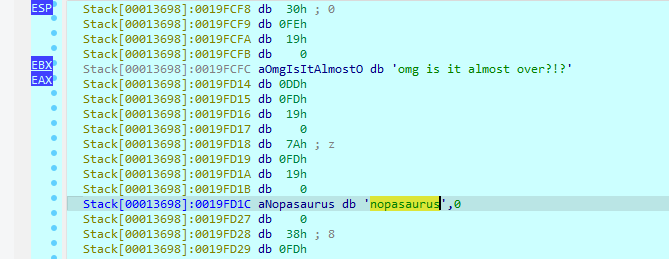 ESP Stack[00013698]:0019FCF8 db 30h ; 0
Stack[00013698]:0019FCF9 db 0FEh
Stack[00013698]:0019FCFA db 19h
Stack[00013698]:0019FCFB db 0
EBX Stack[00013698]:0019FCFC aOmgIsItAlmostO db 'omg is it almost over?!?'
EAX Stack[00013698]:0019FD14 db 0DDh
Stack[00013698]:0019FD15 db 0FDh
Stack[00013698]:0019FD16 db 19h
Stack[00013698]:0019FD17 db 0
Stack[00013698]:0019FD18 db 7Ah ; z
Stack[00013698]:0019FD19 db 0FDh
Stack[00013698]:0019FD1A db 19h
Stack[00013698]:0019FD1B db 0
Stack[00013698]:0019FD1C aNopasaurus db 'nopasaurus',0
Stack[00013698]:0019FD27 db 0
Stack[00013698]:0019FD28 db 38h ; 8
Stack[00013698]:0019FD29 db 0FDh